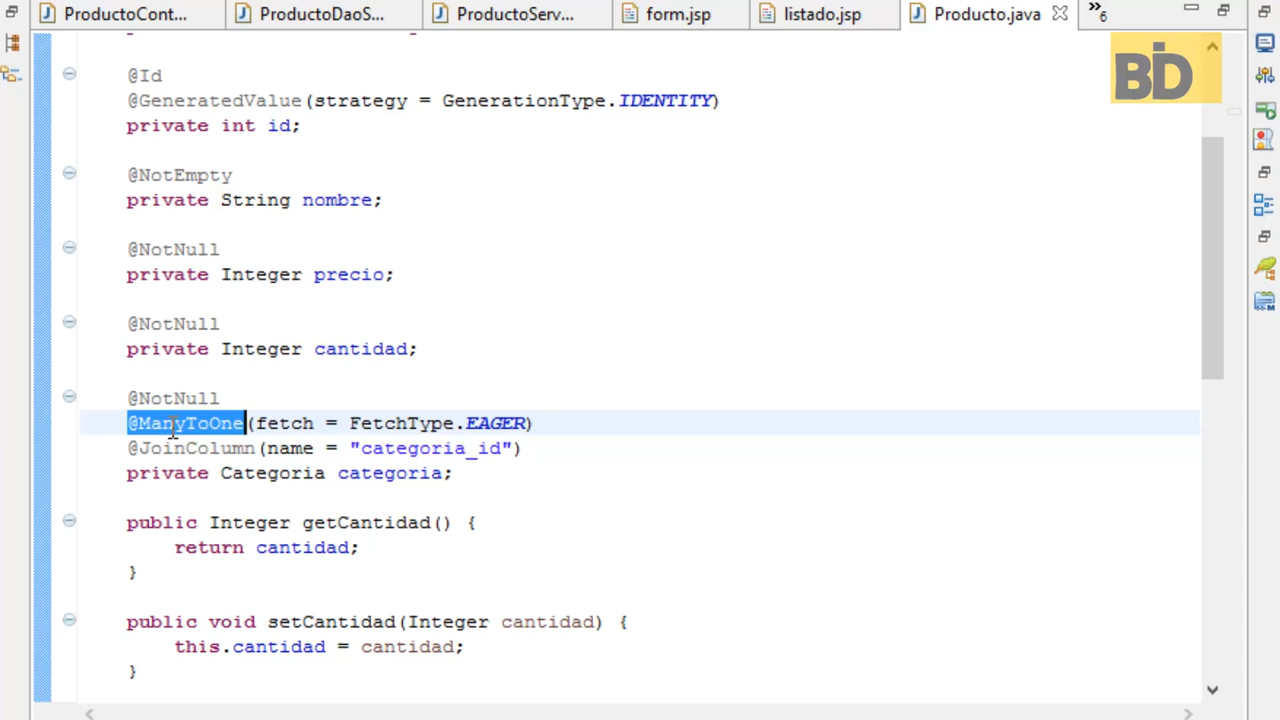 ProductoCont...
ProductoDaoS...
ProductoServ...
form.jsp
listado.jsp
Producto.java
»6
BiD
@Id
@GeneratedValue(strategy = GenerationType.IDENTITY)
private int id;
@NotEmpty
private String nombre;
@NotNull
private Integer precio;
@NotNull
private Integer cantidad;
@NotNull
@ManyToOne(fetch = FetchType.EAGER)
@JoinColumn(name = "categoria_id")
private Categoria categoria;
public Integer getCantidad() {
return cantidad;
}
public void setCantidad(Integer cantidad) {
this.cantidad = cantidad;
}